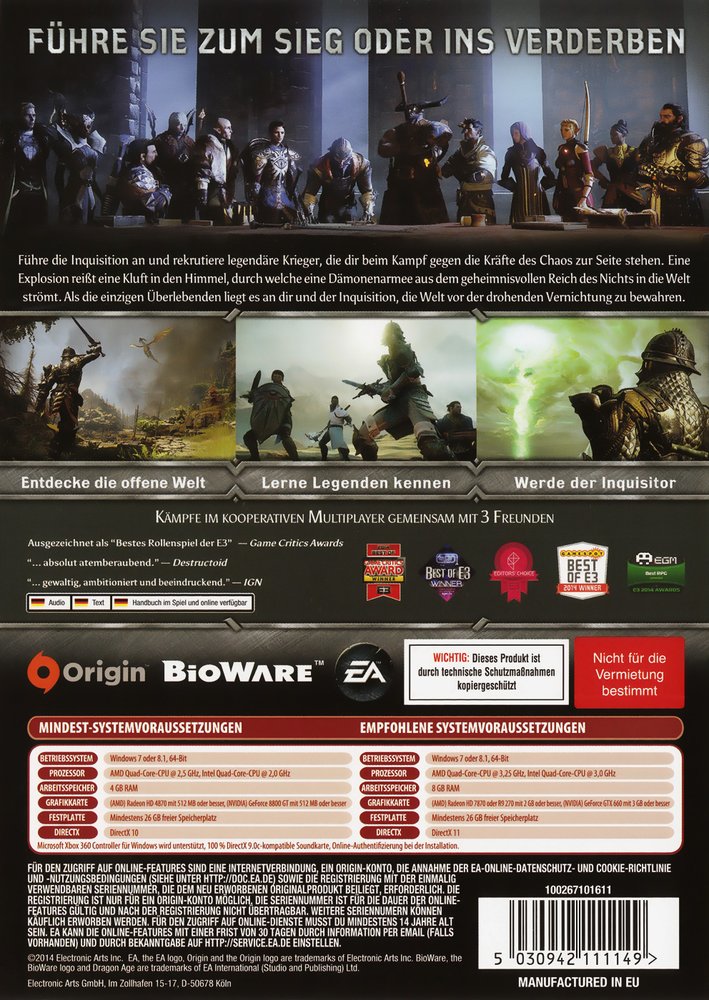 FÜHRE SIE ZUM SIEG ODER INS VERDERBEN
Führe die Inquisition an und rekrutiere legendäre Krieger, die dir beim Kampf gegen die Kräfte des Chaos zur Seite stehen. Eine
Explosion reißt eine Kluft in den Himmel, durch welche eine Dämonenarmee aus dem geheimnisvollen Reich des Nichts in die Welt
strömt. Als die einzigen Überlebenden liegt es an dir und der Inquisition, die Welt vor der drohenden Vernichtung zu bewahren.
Entdecke die offene Welt
Lerne Legenden kennen
Werde der Inquisitor
KÄMPFE IM KOOPERATIVEN MULTIPLAYER GEMEINSAM MIT 3 FREUNDEN
Ausgezeichnet als “Bestes Rollenspiel der E3” — Game Critics Awards
“... absolut atemberaubend.” — Destructoid
“... gewaltig, ambitioniert und beeindruckend.” — IGN
GAME CRITICS
AWARD
WINNER
BEST OF E3
WINNER
EDITORS' CHOICE
GAMESPOT
BEST
OF E3
2014 WINNER
EGM
Best RPG
E3 2014 AWARDS
Audio
Text
Handbuch im Spiel und online verfügbar
Origin™
BIOWARE™
EA
WICHTIG: Dieses Produkt ist
durch technische Schutzmaßnahmen
kopiergeschützt
Nicht für die
Vermietung
bestimmt
MINDEST-SYSTEMVORAUSSETZUNGEN
BETRIEBSSYSTEM Windows 7 oder 8.1, 64-Bit
PROZESSOR AMD Quad-Core-CPU @ 2,5 GHz, Intel Quad-Core-CPU @ 2,0 GHz
ARBEITSSPEICHER 4 GB RAM
GRAFIKKARTE (AMD) Radeon HD 4870 mit 512 MB oder besser, (NVIDIA) GeForce 8800 GT mit 512 MB oder besser
FESTPLATTE Mindestens 26 GB freier Speicherplatz
DIRECTX DirectX 10
EMPFOHLENE SYSTEMVORAUSSETZUNGEN
BETRIEBSSYSTEM Windows 7 oder 8.1, 64-Bit
PROZESSOR AMD Quad-Core-CPU @ 3,25 GHz, Intel Quad-Core-CPU @ 3,0 GHz
ARBEITSSPEICHER 8 GB RAM
GRAFIKKARTE (AMD) Radeon HD 7870 oder R9 270 mit 2 GB oder besser, (NVIDIA) GeForce GTX 660 mit 3 GB oder besser
FESTPLATTE Mindestens 26 GB freier Speicherplatz
DIRECTX DirectX 11
Microsoft Xbox 360 Controller für Windows wird unterstützt, 100 % DirectX 9.0c-kompatible Soundkarte, Online-Authentifizierung bei der Installation.
FÜR DEN ZUGRIFF AUF ONLINE-FEATURES SIND EINE INTERNETVERBINDUNG, EIN ORIGIN-KONTO, DIE ANNAHME DER EA-ONLINE-DATENSCHUTZ- UND COOKIE-RICHTLINIE
UND -NUTZUNGSBEDINGUNGEN (SIEHE UNTER HTTP://DOC.EA.DE) SOWIE DIE REGISTRIERUNG MIT DER EINMALIG
VERWENDBAREN SERIENNUMMER, DIE DEM NEU ERWORBENEN ORIGINALPRODUKT BEILIEGT, ERFORDERLICH. DIE
REGISTRIERUNG IST NUR FÜR EIN ORIGIN-KONTO MÖGLICH, DIE SERIENNUMMER IST FÜR DIE DAUER DER ONLINE-
FEATURES GÜLTIG UND NACH DER REGISTRIERUNG NICHT ÜBERTRAGBAR. WEITERE SERIENNUMERN KÖNNEN
KÄUFLICH ERWORBEN WERDEN. FÜR DEN ZUGRIFF AUF ONLINE-DIENSTE MUSST DU MINDESTENS 14 JAHRE ALT
SEIN. EA KANN DIE ONLINE-FEATURES MIT EINER FRIST VON 30 TAGEN DURCH INFORMATION PER EMAIL (FALLS
VORHANDEN) UND DURCH BEKANNTGABE AUF HTTP://SERVICE.EA.DE EINSTELLEN.
©2014 Electronic Arts Inc. EA, the EA logo, Origin and the Origin logo are trademarks of Electronic Arts Inc. BioWare, the
BioWare logo and Dragon Age are trademarks of EA International (Studio and Publishing) Ltd.
Electronic Arts GmbH, Im Zollhafen 15-17, D-50678 Köln
100267101611
5 030942 111149 >
MANUFACTURED IN EU